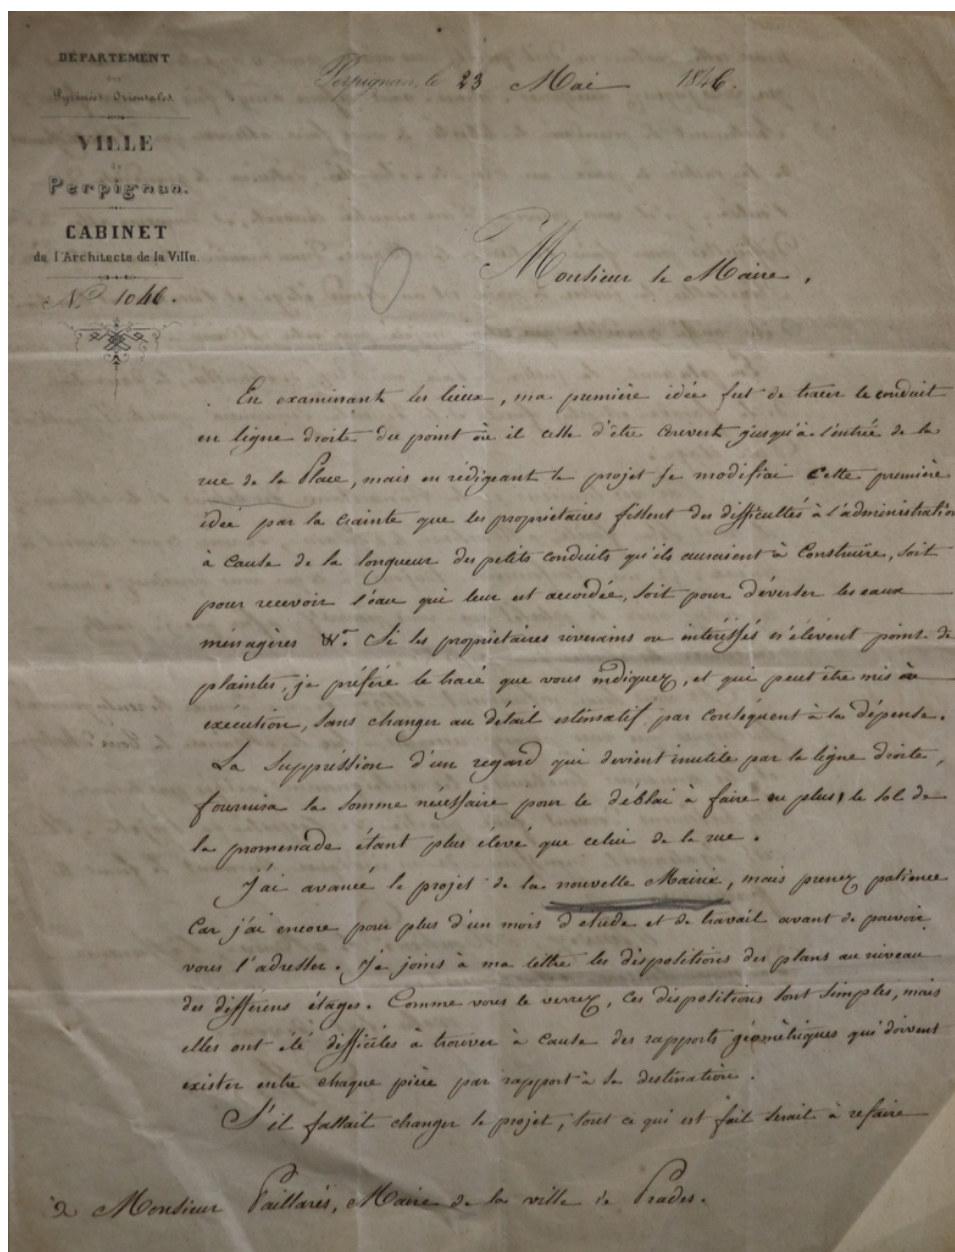 DÉPARTEMENT
des
Pyrénées-Orientales.
VILLE
de
Perpignan.
CABINET
de l'Architecte de la Ville.
N.º 1046.
Perpignan, le 23 Mai 1846.
Monsieur le Maire,
En examinant les lieux, ma première idée fut de tracer le conduit
en ligne droite du point où il cesse d'être couvert jusqu'à l'entrée de la
rue de la Place, mais en rédigeant le projet je modifiai cette première
idée par la crainte que les propriétaires fissent des difficultés à l'administration
à cause de la longueur des petits conduits qu'ils auraient à construire, soit
pour recevoir l'eau qui leur est accordée, soit pour déverser les eaux
ménagères &.ª Si les propriétaires riverains ou intéressés n'élèvent point de
plaintes, je préfère le tracé que vous indiquez, et qui peut être mis à
exécution, sans changer au détail estimatif par conséquent à la dépense.
La suppréssion d'un regard qui devient inutile par la ligne droite,
fournira la somme nécessaire pour le déblai à faire en plus, le sol de
la promenade étant plus élevé que celui de la rue.
J'ai avancé le projet de la nouvelle Mairie, mais prenez patience
car j'ai encore pour plus d'un mois d'etude et de travail avant de pouvoir
vous l'adresser. Je joins à ma lettre les dispositions des plans au niveau
des différens étages. Comme vous le verrez, ces dispositions sont simples, mais
elles ont été difficiles à trouver à cause des rapports géométriques qui doivent
exister entre chaque pièce par rapport à sa destination.
S'il fallait changer le projet, tout ce qui est fait serait à refaire
à Monsieur Paillarès, Maire de la ville de Prades.